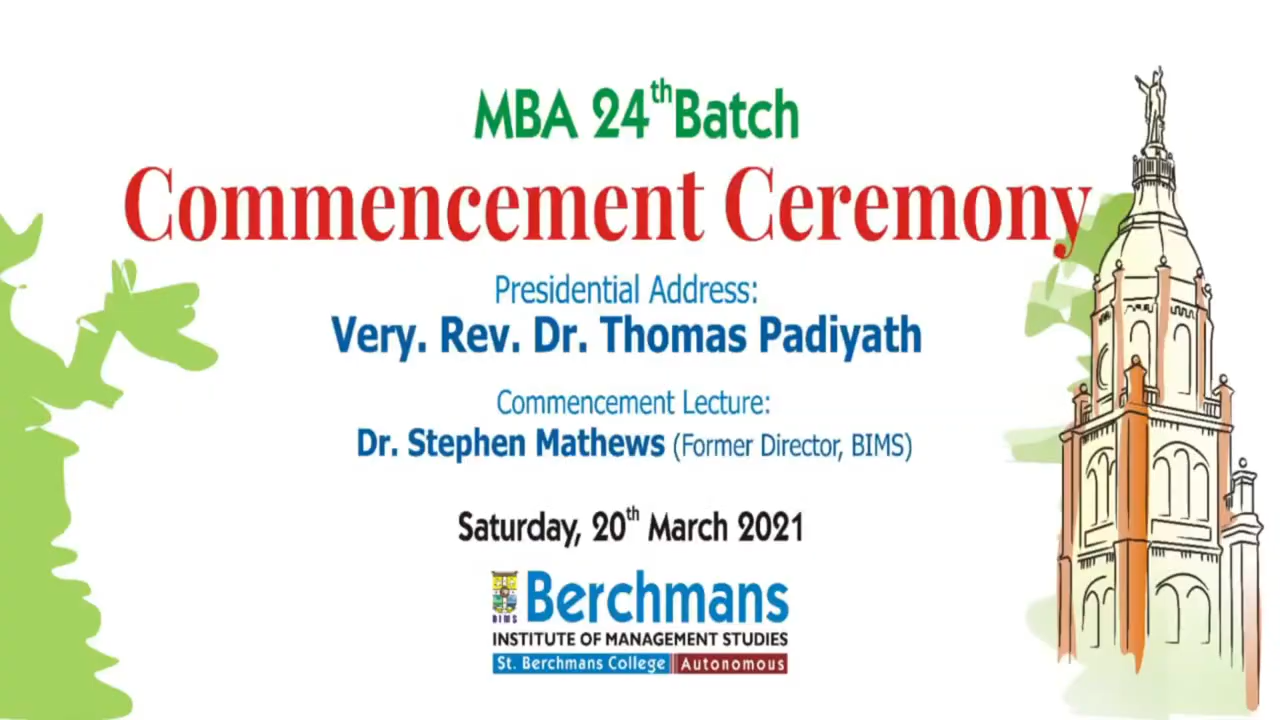 MBA 24th Batch
Commencement Ceremony
Presidential Address:
Very. Rev. Dr. Thomas Padiyath
Commencement Lecture:
Dr. Stephen Mathews (Former Director, BIMS)
Saturday, 20th March 2021
BIMS
Berchmans
INSTITUTE OF MANAGEMENT STUDIES
St. Berchmans College Autonomous